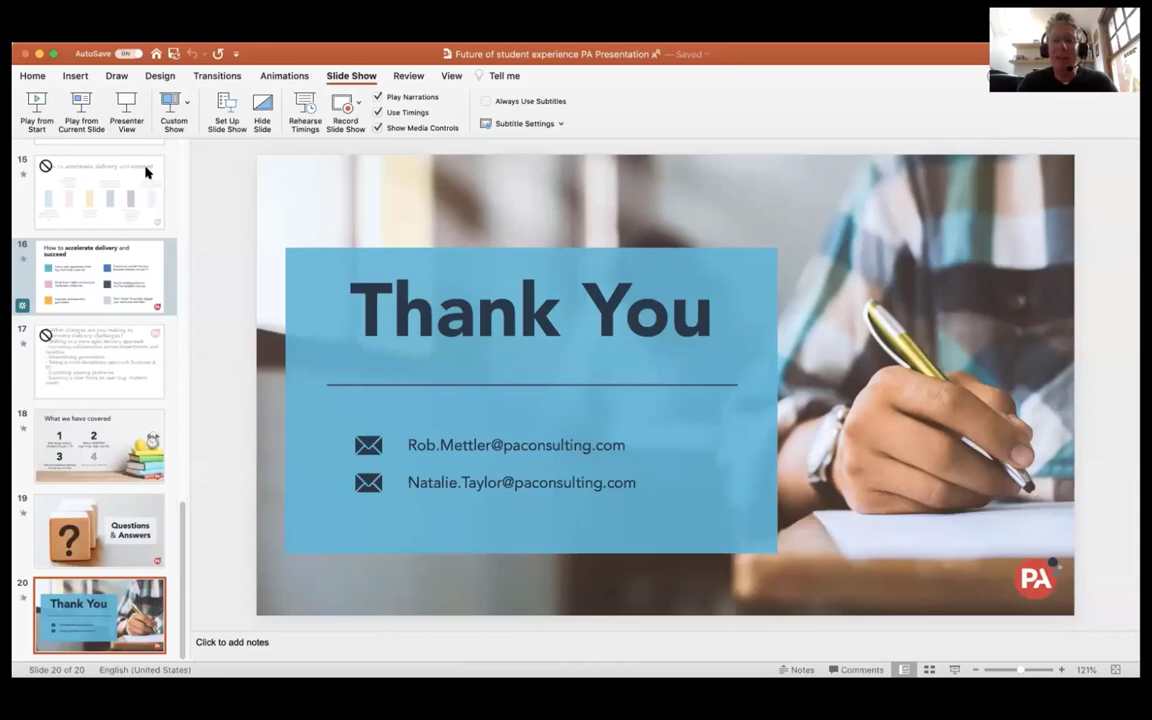 AutoSave ON
Future of student experience PA Presentation — Saved
Home Insert Draw Design Transitions Animations Slide Show Review View Tell me
Play from Start
Play from Current Slide
Presenter View
Custom Show
Set Up Slide Show
Hide Slide
Rehearse Timings
Record Slide Show
Play Narrations
Use Timings
Show Media Controls
Always Use Subtitles
Subtitle Settings
15
to accelerate delivery and succeed
16
How to accelerate delivery and
succeed
17
18
What we have covered
1 2
3 4
19
Questions
& Answers
20
Thank You
Thank You
Rob.Mettler@paconsulting.com
Natalie.Taylor@paconsulting.com
PA
Click to add notes
Slide 20 of 20 English (United States)
Notes Comments 121%